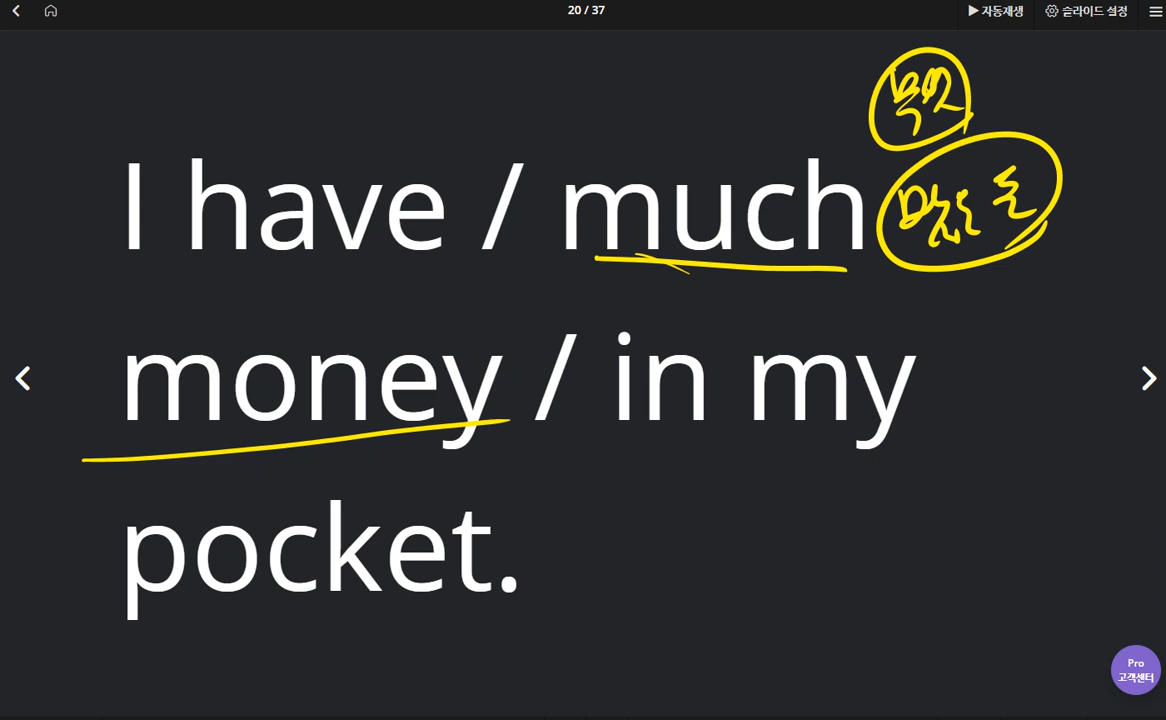 20 / 37
▶ 자동재생
슬라이드 설정
I have / much
많은 돈
money / in my
pocket.
Pro
고객센터